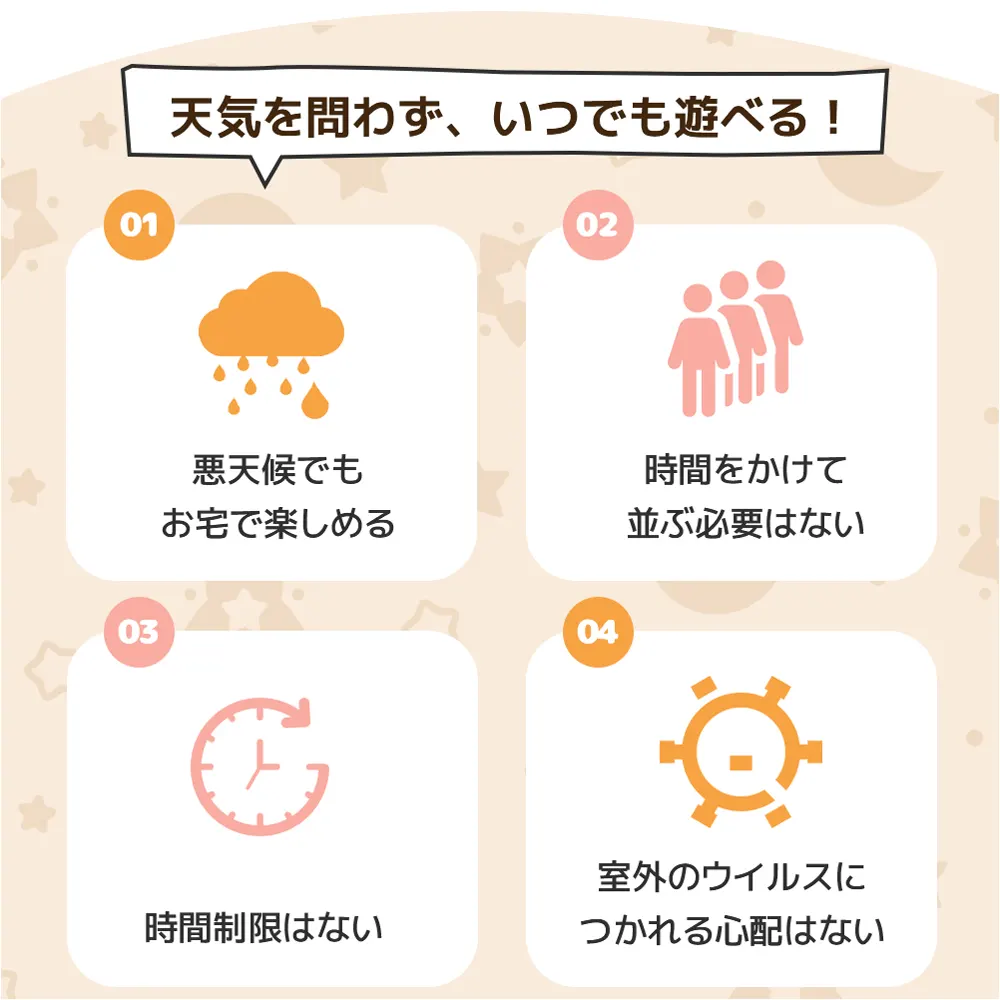 天気を問わず、いつでも遊べる！
01
悪天候でも
お宅で楽しめる
02
時間をかけて
並ぶ必要はない
03
時間制限はない
04
室外のウイルスに
つかれる心配はない